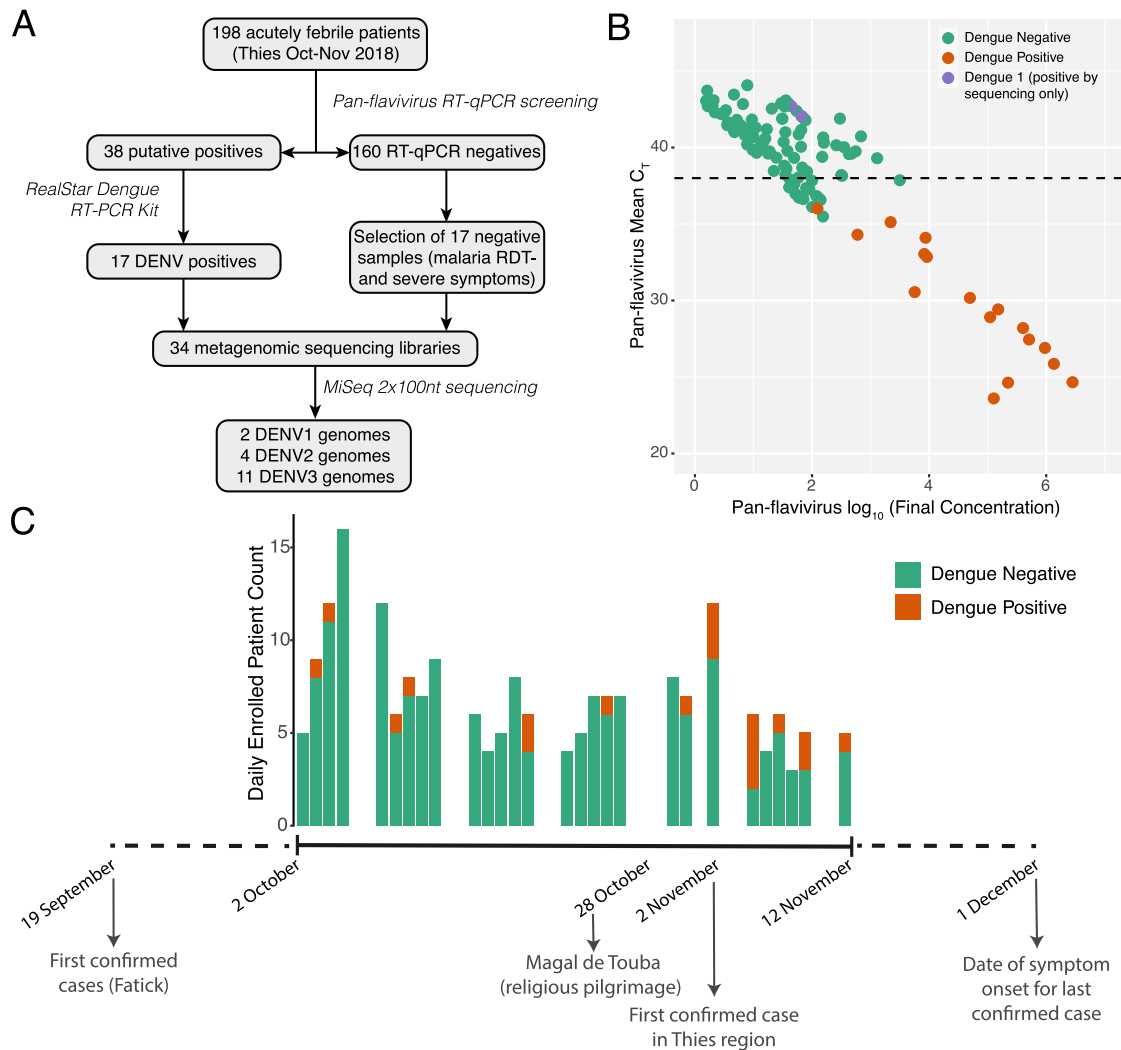 A
198 acutely febrile patients
(Thies Oct-Nov 2018)
Pan-flavivirus RT-qPCR screening
38 putative positives
160 RT-qPCR negatives
RealStar Dengue
RT-PCR Kit
17 DENV positives
Selection of 17 negative
samples (malaria RDT-
and severe symptoms)
34 metagenomic sequencing libraries
MiSeq 2x100nt sequencing
2 DENV1 genomes
4 DENV2 genomes
11 DENV3 genomes
B
Dengue Negative
Dengue Positive
Dengue 1 (positive by
sequencing only)
Pan-flavivirus Mean CT
40
30
20
0 2 4 6
Pan-flavivirus log10 (Final Concentration)
C
Daily Enrolled Patient Count
15
10
5
0
Dengue Negative
Dengue Positive
19 September
2 October
28 October
2 November
12 November
1 December
First confirmed
cases (Fatick)
Magal de Touba
(religious pilgrimage)
First confirmed case
in Thies region
Date of symptom
onset for last
confirmed case